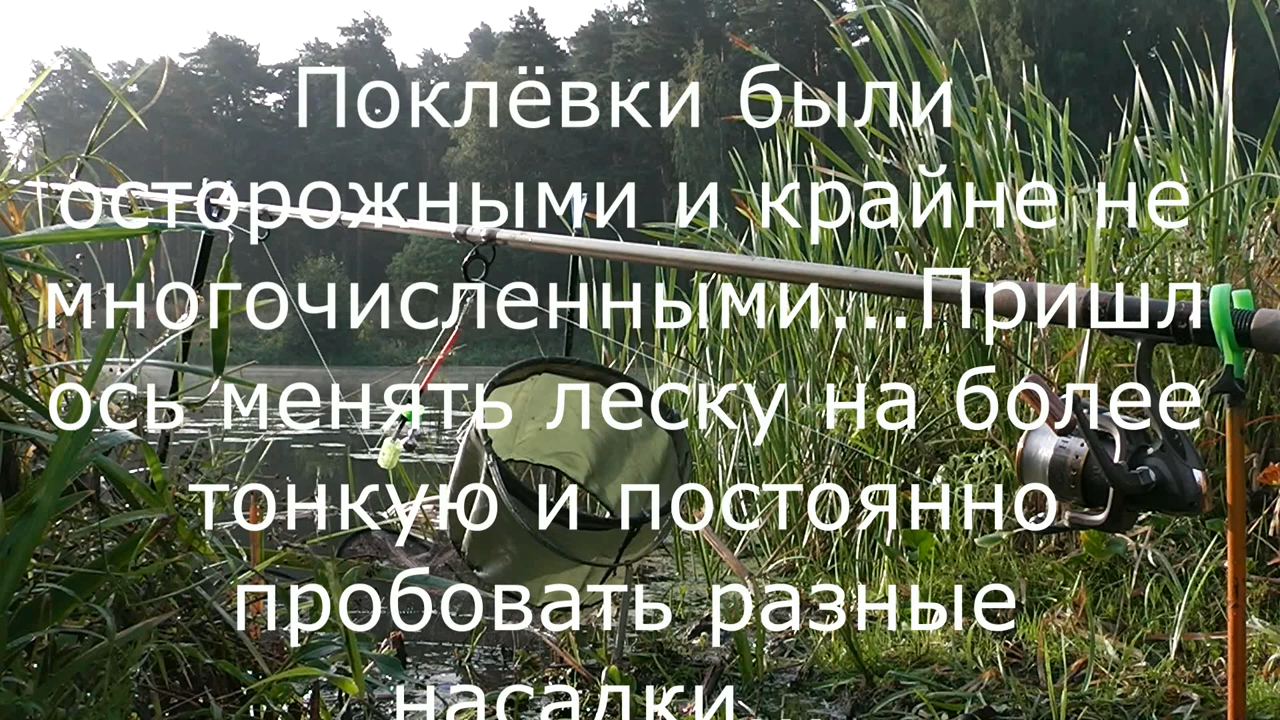 Поклёвки были
осторожными и крайне не
многочисленными...Пришл
ось менять леску на более
тонкую и постоянно
пробовать разные
насадки...